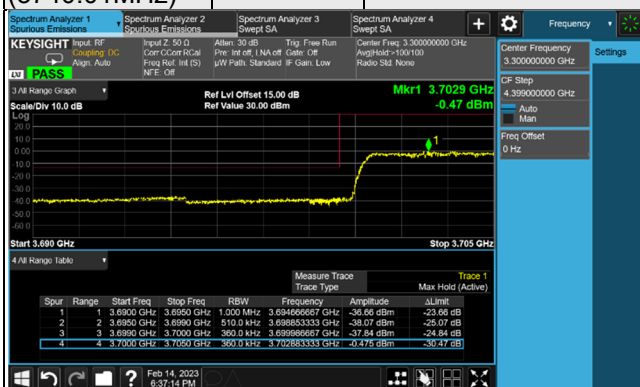 (3740.01MHz)
Spectrum Analyzer 1
Spurious Emissions
Spectrum Analyzer 2
Spurious Emissions
Spectrum Analyzer 3
Swept SA
Spectrum Analyzer 4
Swept SA
Frequency
KEYSIGHT
Input: RF
Coupling: DC
Align: Auto
Input Z: 50 Ω
Corr CCorr RCal
Freq Ref: Int (S)
NFE: Off
Atten: 30 dB
Pre: Int off, LNA off
µW Path: Standard
Trig: Free Run
Gate: Off
IF Gain: Low
Center Freq: 3.300000000 GHz
Avg|Hold:>100/100
Radio Std: None
LXI PASS
Center Frequency
3.300000000 GHz
Settings
CF Step
4.399000000 GHz
Auto
Man
Freq Offset
0 Hz
3 All Range Graph
Scale/Div 10.0 dB
Ref Lvl Offset 15.00 dB
Ref Value 30.00 dBm
Mkr1 3.7029 GHz
-0.47 dBm
Log
20.0
10.0
0.00
-10.0
-20.0
-30.0
-40.0
-50.0
-60.0
1
Start 3.690 GHz
Stop 3.705 GHz
4 All Range Table
Measure Trace Trace 1
Trace Type Max Hold (Active)
Spur Range Start Freq Stop Freq RBW Frequency Amplitude ΔLimit
1 1 3.6900 GHz 3.6950 GHz 1.000 MHz 3.694666667 GHz -36.66 dBm -23.66 dB
2 2 3.6950 GHz 3.6990 GHz 510.0 kHz 3.698853333 GHz -38.07 dBm -25.07 dB
3 3 3.6990 GHz 3.7000 GHz 360.0 kHz 3.699986667 GHz -37.84 dBm -24.84 dB
4 4 3.7000 GHz 3.7050 GHz 360.0 kHz 3.702883333 GHz -0.475 dBm -30.47 dB
Feb 14, 2023
6:37:14 PM